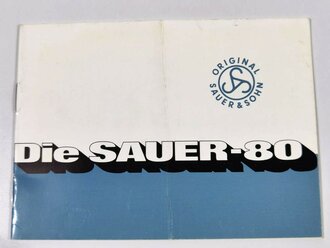 ORIGINAL
SAUER & SOHN
Die SAUER-80